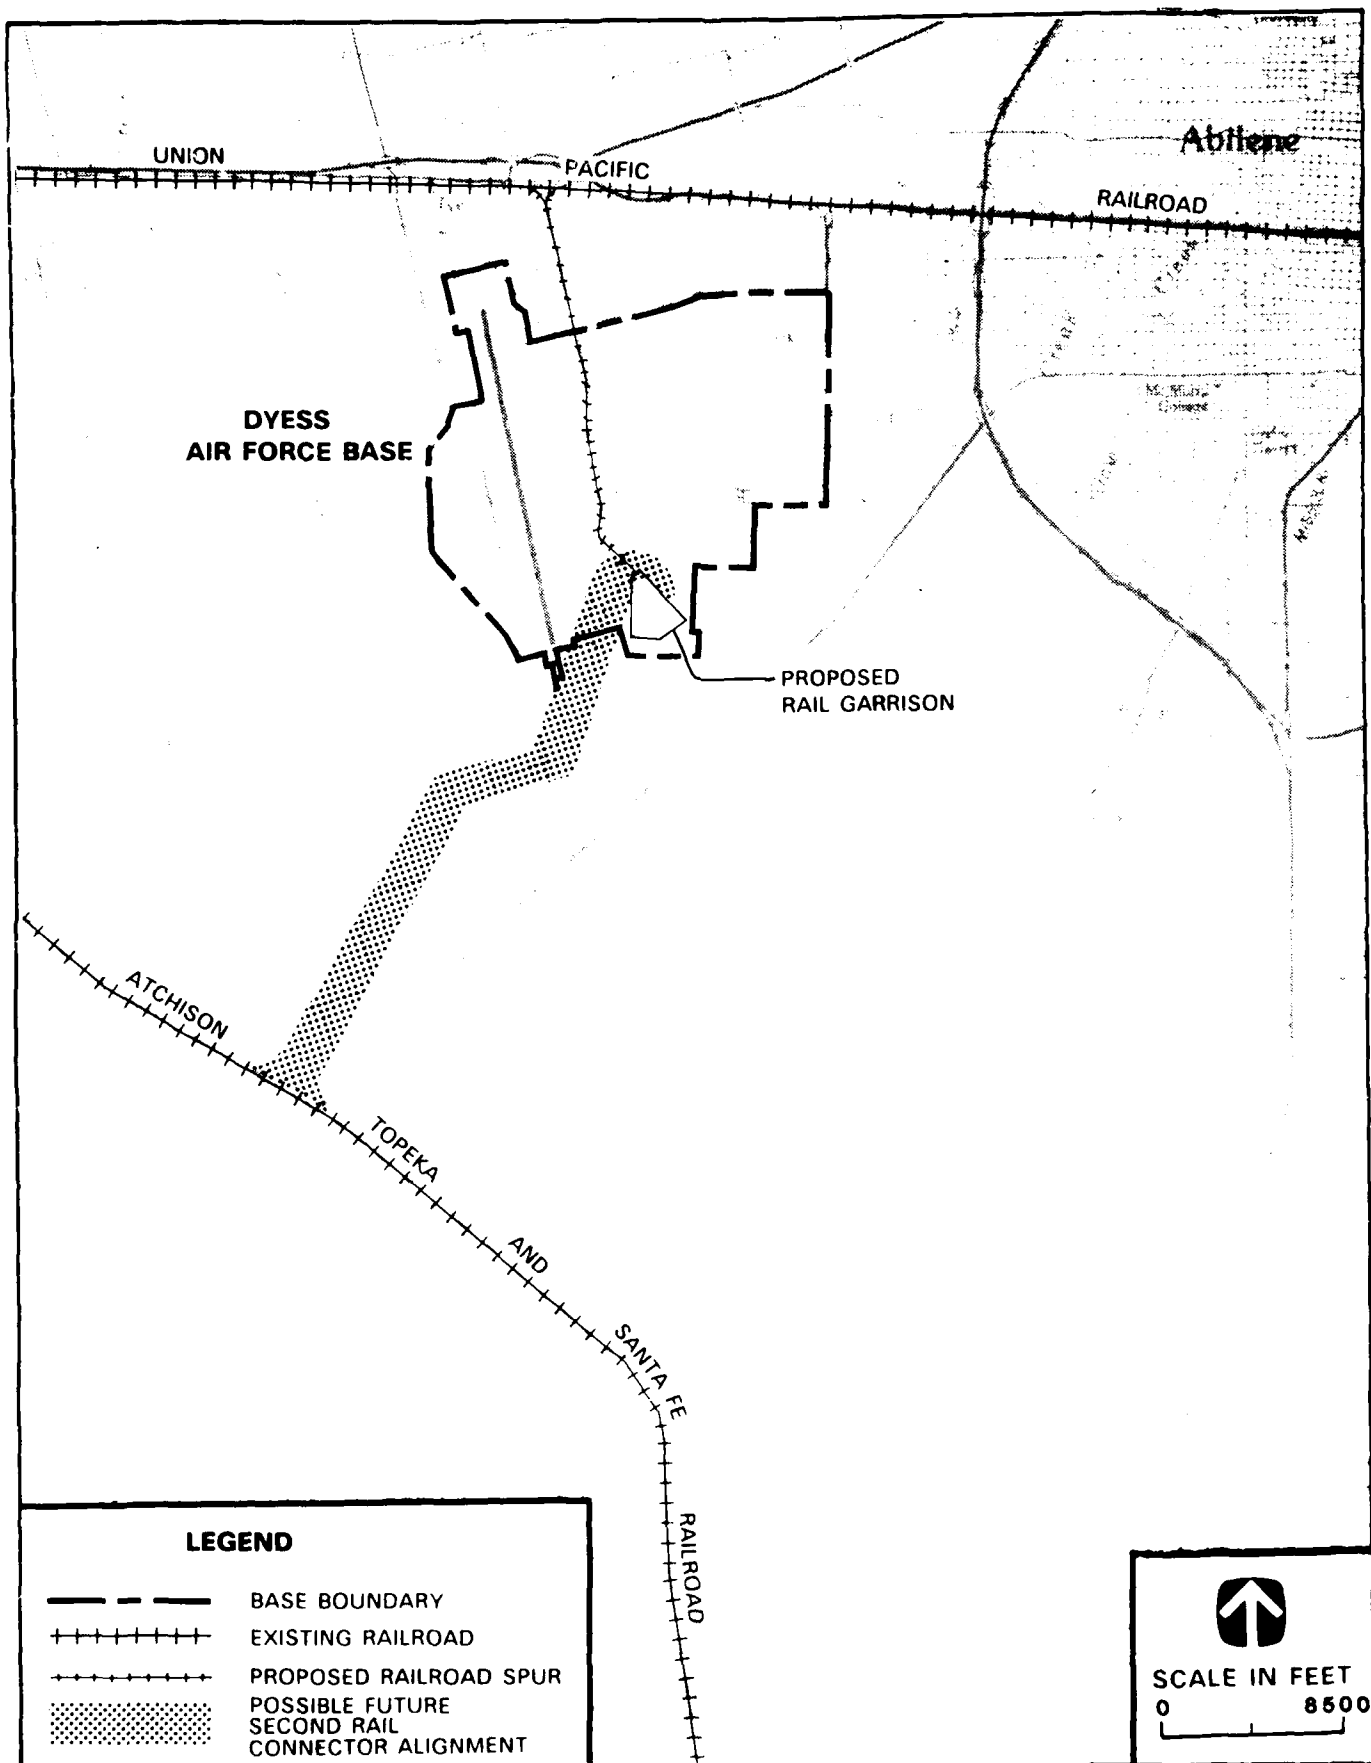 Abilene
UNION
PACIFIC
RAILROAD
DYESS
AIR FORCE BASE
PROPOSED
RAIL GARRISON
ATCHISON
TOPEKA
AND
SANTA FE
RAILROAD
LEGEND
BASE BOUNDARY
EXISTING RAILROAD
PROPOSED RAILROAD SPUR
POSSIBLE FUTURE
SECOND RAIL
CONNECTOR ALIGNMENT
SCALE IN FEET
0 8500